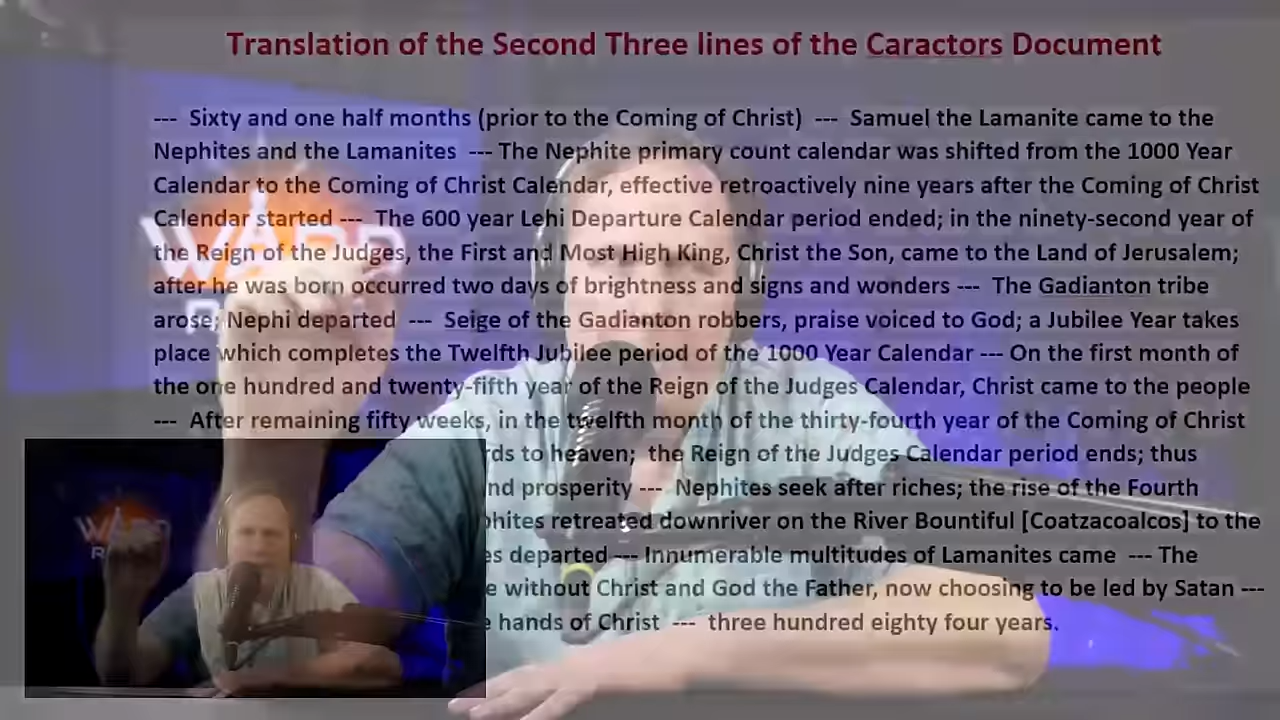 Translation of the Second Three lines of the Caractors Document
--- Sixty and one half months (prior to the Coming of Christ) --- Samuel the Lamanite came to the
Nephites and the Lamanites --- The Nephite primary count calendar was shifted from the 1000 Year
Calendar to the Coming of Christ Calendar, effective retroactively nine years after the Coming of Christ
Calendar started --- The 600 year Lehi Departure Calendar period ended; in the ninety-second year of
the Reign of the Judges, the First and Most High King, Christ the Son, came to the Land of Jerusalem;
after he was born occurred two days of brightness and signs and wonders --- The Gadianton tribe
arose; Nephi departed --- Seige of the Gadianton robbers, praise voiced to God; a Jubilee Year takes
place which completes the Twelfth Jubilee period of the 1000 Year Calendar --- On the first month of
the one hundred and twenty-fifth year of the Reign of the Judges Calendar, Christ came to the people
--- After remaining fifty weeks, in the twelfth month of the thirty-fourth year of the Coming of Christ
to heaven; the Reign of the Judges Calendar period ends; thus
prosperity --- Nephites seek after riches; the rise of the Fourth
retreated downriver on the River Bountiful [Coatzacoalcos] to the
departed --- Innumerable multitudes of Lamanites came --- The
without Christ and God the Father, now choosing to be led by Satan ---
hands of Christ --- three hundred eighty four years.